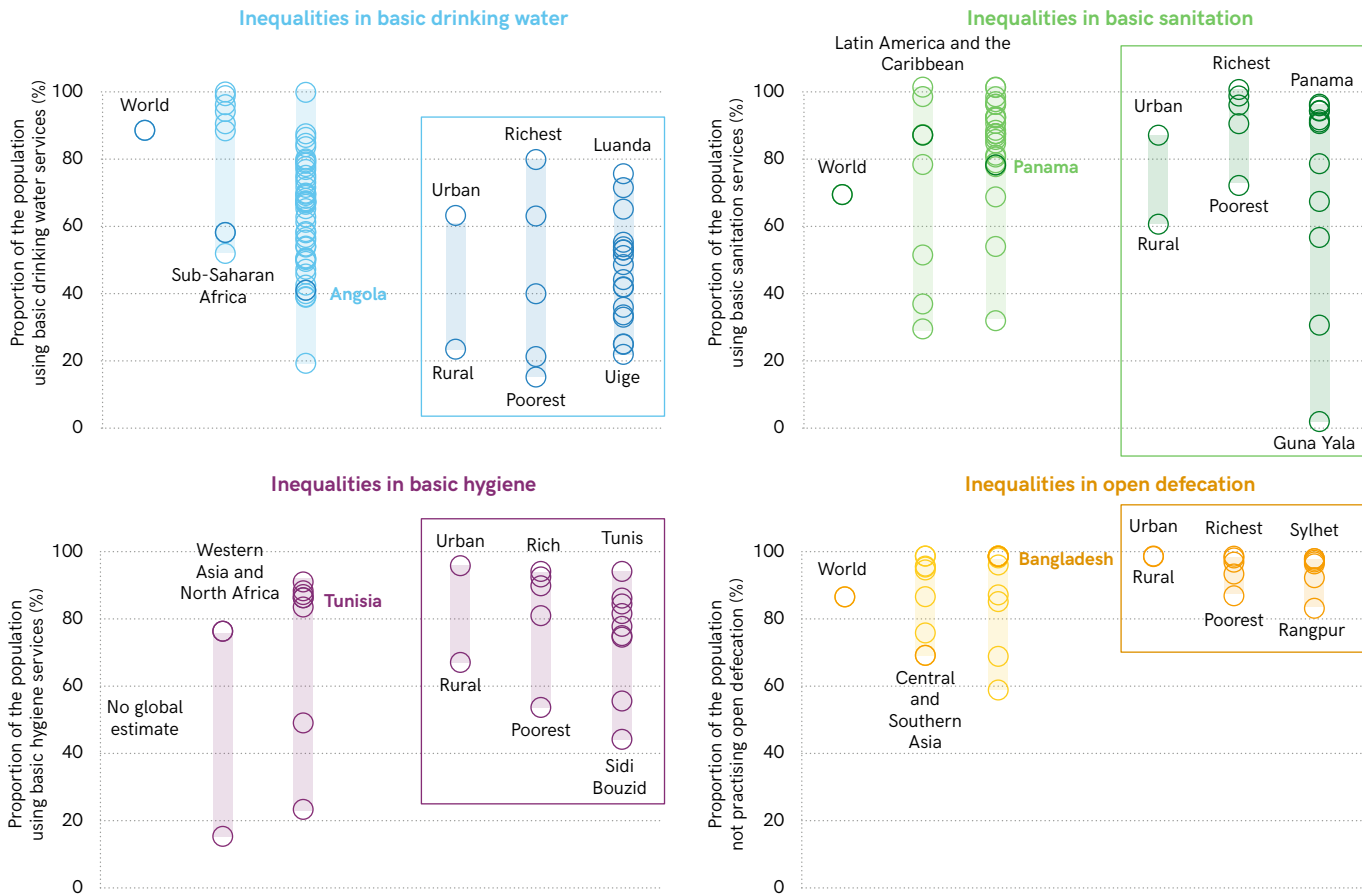 Inequalities in basic drinking water
Proportion of the population
using basic drinking water services (%)
100
80
60
40
20
0
World
Sub-Saharan
Africa
Angola
Urban
Rural
Richest
Poorest
Luanda
Uige
Inequalities in basic sanitation
Proportion of the population
using basic sanitation services (%)
100
80
60
40
20
0
World
Latin America and the
Caribbean
Panama
Urban
Rural
Richest
Poorest
Panama
Guna Yala
Inequalities in basic hygiene
Proportion of the population
using basic hygiene services (%)
100
80
60
40
20
0
No global
estimate
Western
Asia and
North Africa
Tunisia
Urban
Rural
Rich
Poorest
Tunis
Sidi
Bouzid
Inequalities in open defecation
Proportion of the population
not practising open defecation (%)
100
80
60
40
20
0
World
Central
and
Southern
Asia
Bangladesh
Urban
Rural
Richest
Poorest
Sylhet
Rangpur